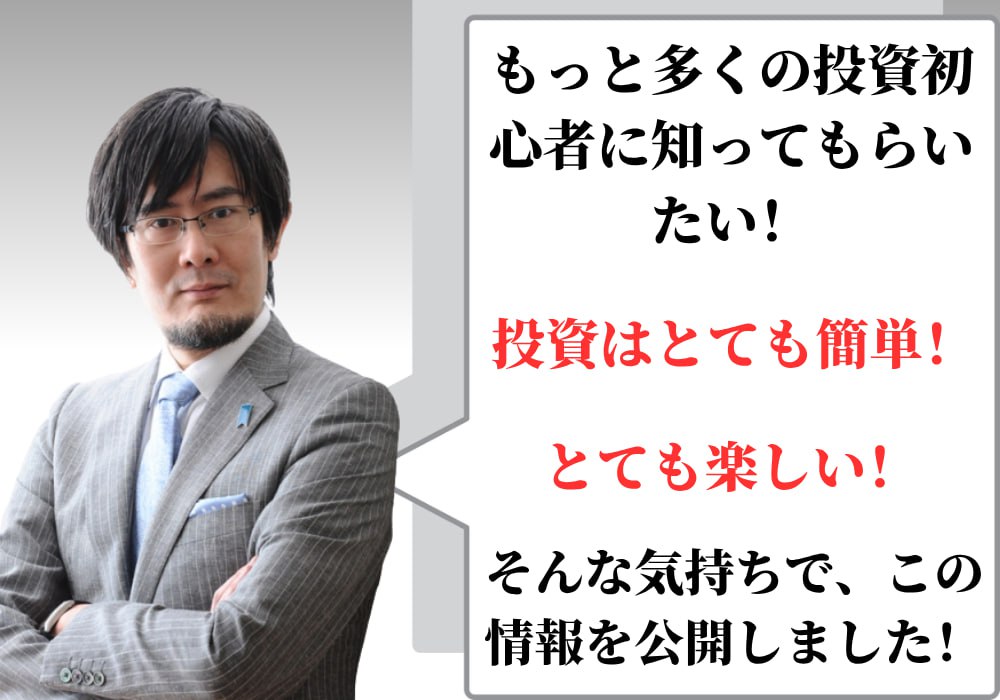 もっと多くの投資初
心者に知ってもらい
たい！
投資はとても簡単！
とても楽しい！
そんな気持ちで、この
情報を公開しました！